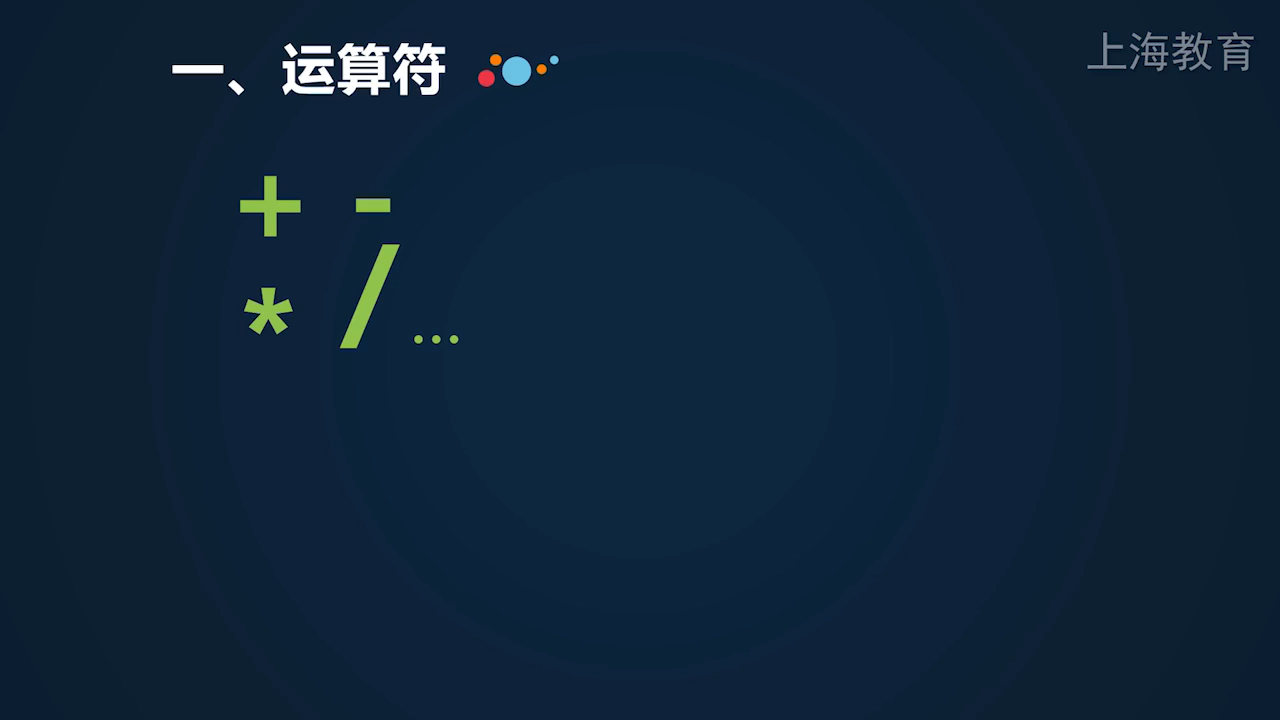 一、运算符
上海教育
+ -
* / ...